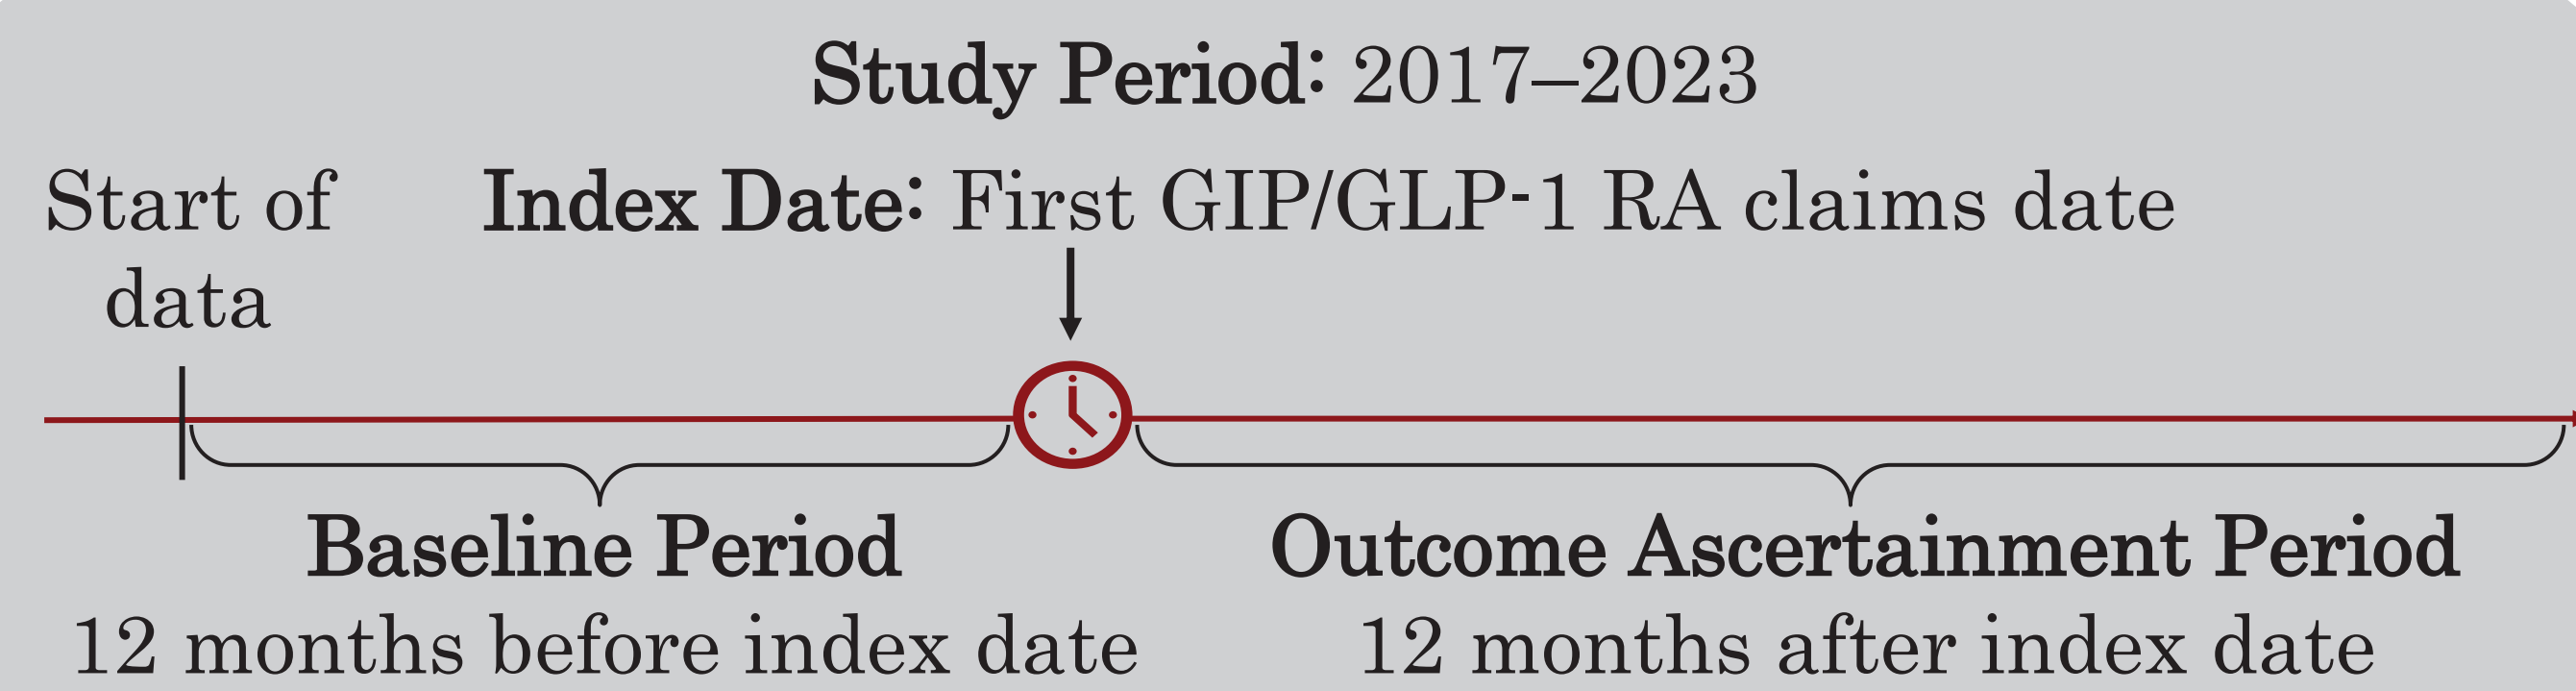 Study Period: 2017–2023
Start of
data
Index Date: First GIP/GLP-1 RA claims date
Baseline Period
12 months before index date
Outcome Ascertainment Period
12 months after index date